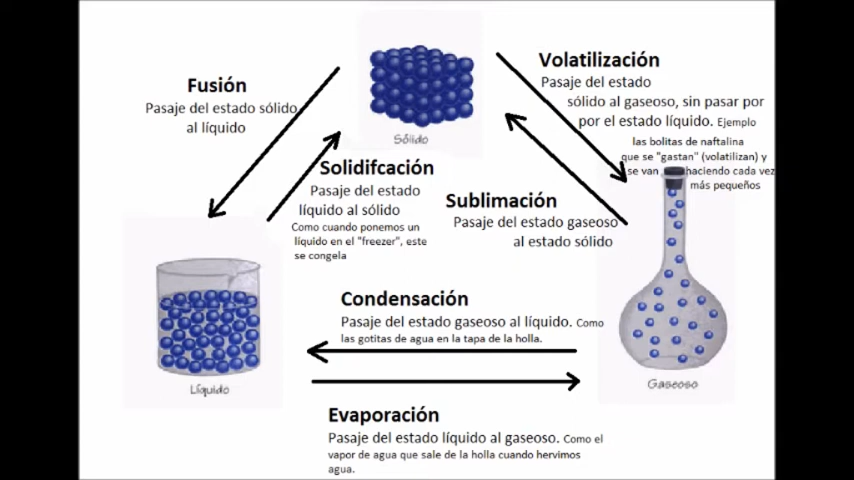 Fusión
Pasaje del estado sólido
al líquido
Sólido
Volatilización
Pasaje del estado
sólido al gaseoso, sin pasar por
por el estado líquido. Ejemplo
las bolitas de naftalina
que se "gastan" (volatilizan) y
se van haciendo cada vez
más pequeños
Solidifcación
Pasaje del estado
líquido al sólido
Como cuando ponemos un
líquido en el "freezer", este
se congela
Sublimación
Pasaje del estado gaseoso
al estado sólido
Condensación
Pasaje del estado gaseoso al líquido. Como
las gotitas de agua en la tapa de la holla.
Líquido
Gaseoso
Evaporación
Pasaje del estado líquido al gaseoso. Como el
vapor de agua que sale de la holla cuando hervimos
agua.